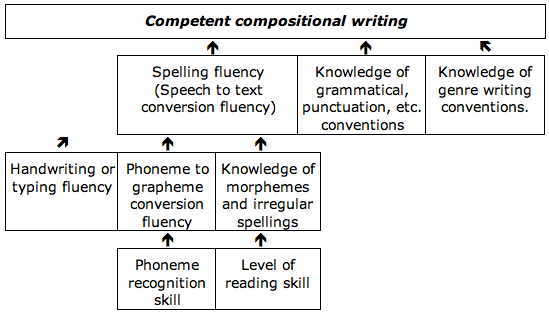 Competent compositional writing
Spelling fluency
(Speech to text
conversion fluency)
Knowledge of
grammatical,
punctuation, etc.
conventions
Knowledge of
genre writing
conventions.
Handwriting or
typing fluency
Phoneme to
grapheme
conversion
fluency
Knowledge of
morphemes
and irregular
spellings
Phoneme
recognition
skill
Level of
reading skill